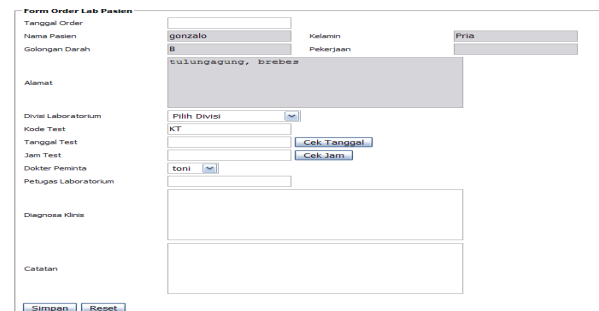 Form Order Lab Pasien
Tanggal Order
Nama Pasien gonzalo Kelamin Pria
Golongan Darah B Pekerjaan
Alamat tulungagung, brebes
Divisi Laboratorium Pilih Divisi
Kode Test KT
Tanggal Test Cek Tanggal
Jam Test Cek Jam
Dokter Peminta toni
Petugas Laboratorium
Diagnosa Klinis
Catatan
Simpan Reset